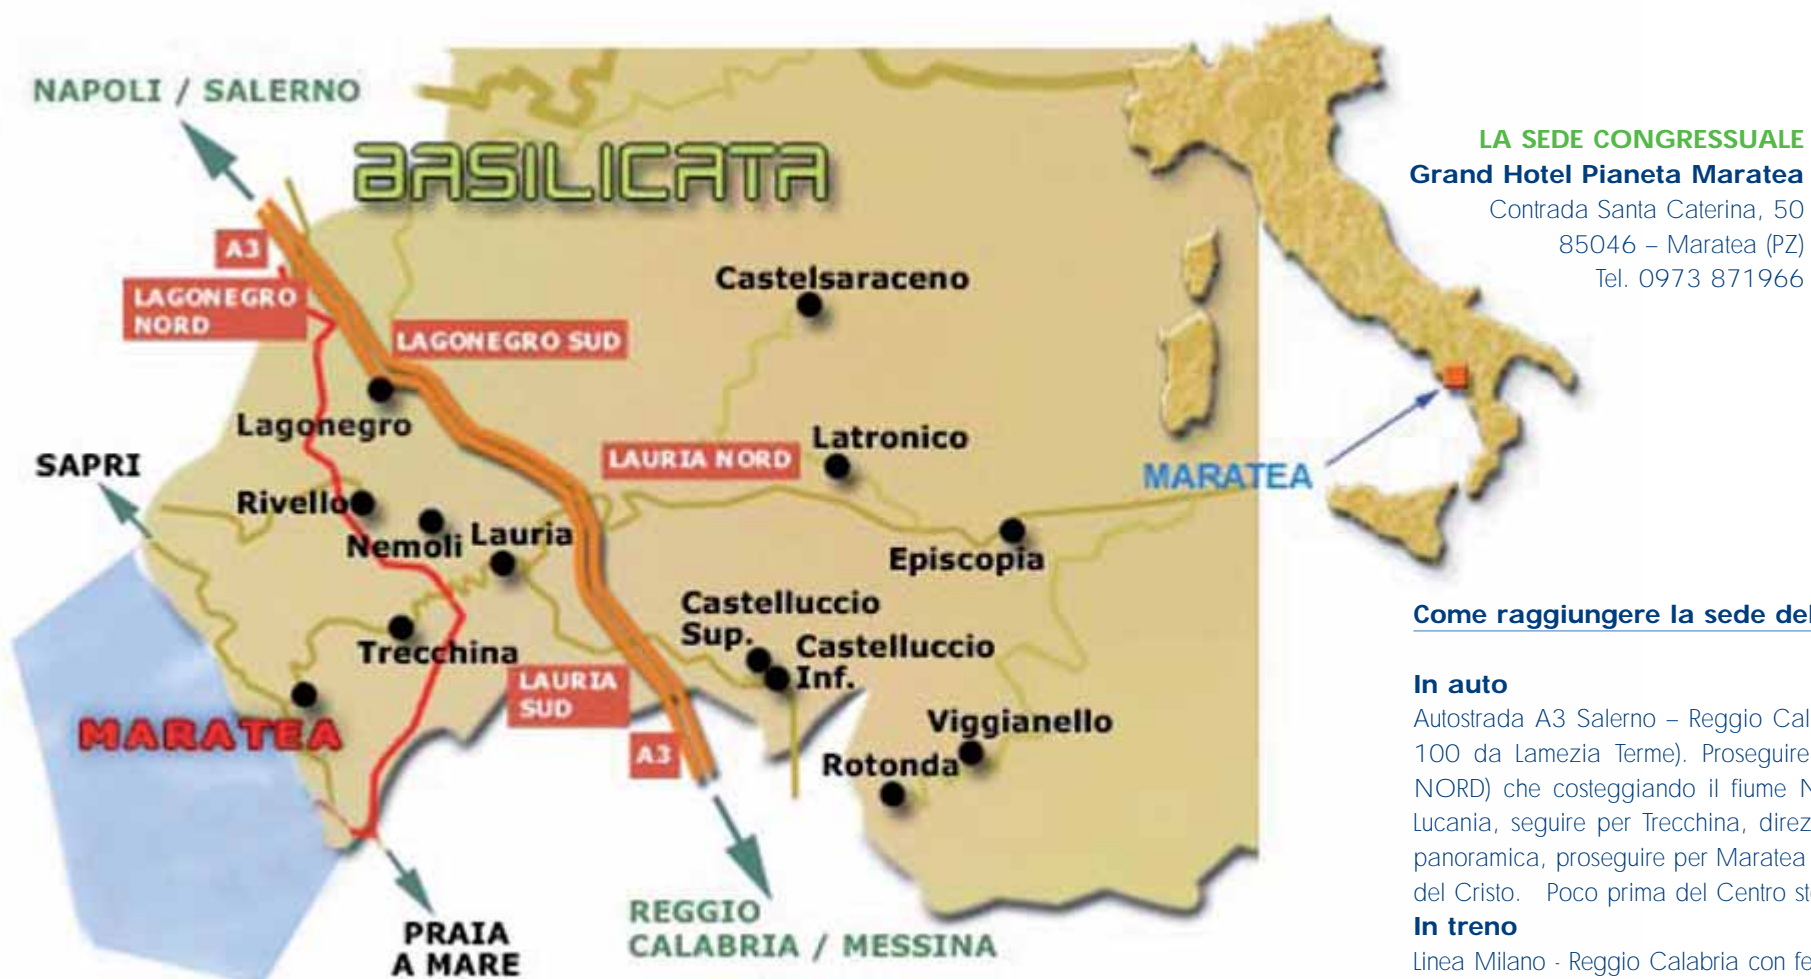 NAPOLI / SALERNO
BASILICATA
A3
LAGONEGRO
NORD
LAGONEGRO SUD
Castelsaraceno
Lagonegro
LAURIA NORD
Latronico
SAPRI
Rivello
Nemoli
Lauria
Episcopia
Castelluccio
Sup.
Castelluccio
Inf.
Trecchina
LAURIA
SUD
MARATEA
Viggianello
A3
Rotonda
PRAIA
A MARE
REGGIO
CALABRIA / MESSINA
MARATEA
LA SEDE CONGRESSUALE
Grand Hotel Pianeta Maratea
Contrada Santa Caterina, 50
85046 – Maratea (PZ)
Tel. 0973 871966
Come raggiungere la sede del
In auto
Autostrada A3 Salerno – Reggio Cal
100 da Lamezia Terme). Proseguire
NORD) che costeggiando il fiume N
Lucania, seguire per Trecchina, direz
panoramica, proseguire per Maratea
del Cristo. Poco prima del Centro st
In treno
Linea Milano - Reggio Calabria con fe